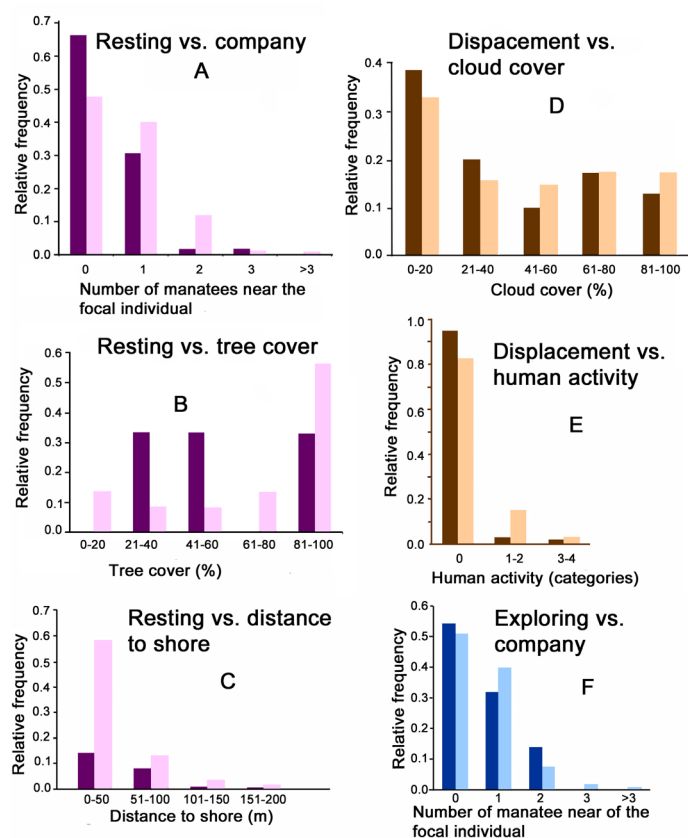 Resting vs. company
A
Relative frequency
0.7
0.6
0.5
0.4
0.3
0.1
0.0
0 1 2 3 >3
Number of manatees near the
focal individual
Dispacement vs.
cloud cover
D
Relative frequency
0.4
0.3
0.2
0.1
0.0
0-20 21-40 41-60 61-80 81-100
Cloud cover (%)
Resting vs. tree cover
B
Relative frequency
0.6
0.5
0.4
0.3
0.2
0.1
0.0
0-20 21-40 41-60 61-80 81-100
Tree cover (%)
Displacement vs.
human activity
E
Relative frequency
1.0
0.8
0.6
0.4
0.2
0.0
0 1-2 3-4
Human activity (categories)
Resting vs. distance
to shore
C
Relative frequency
0.7
0.6
0.5
0.4
0.3
0.2
0.1
0.0
0-50 51-100 101-150 151-200
Distance to shore (m)
Exploring vs.
company
F
Relative frequency
0.6
0.5
0.4
0.3
0.2
0.1
0.0
0 1 2 3 >3
Number of manatee near of the
focal individual